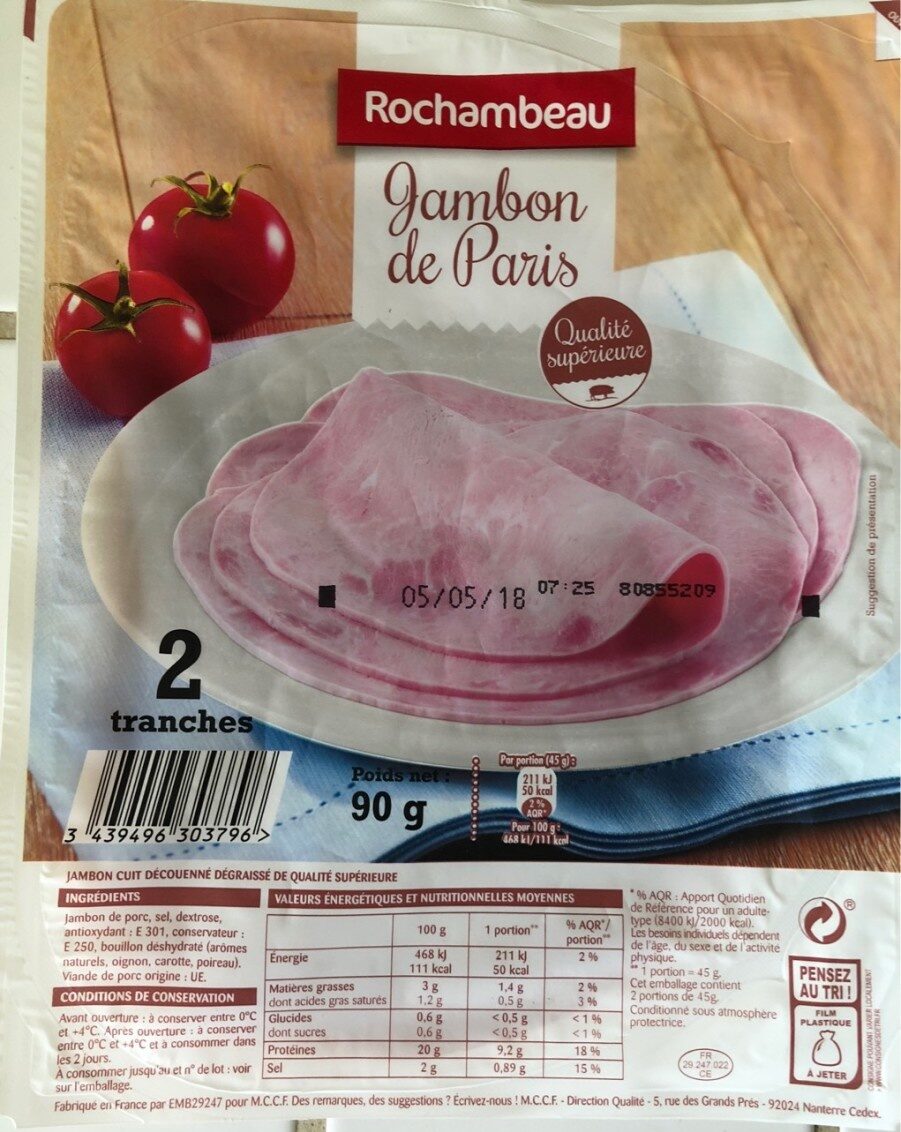 Rochambeau
Jambon
de Paris
Qualité
supérieure
Suggestion de présentation
05/05/18 07:25 80855209
2
tranches
3 439496 303796 >
Poids net :
90 g
Par portion (45 g) :
211 kJ
50 kcal
2 %
AQR*
Pour 100 g :
468 kJ/111 kcal
JAMBON CUIT DÉCOUENNÉ DÉGRAISSÉ DE QUALITÉ SUPÉRIEURE
INGRÉDIENTS
Jambon de porc, sel, dextrose,
antioxydant : E 301, conservateur :
E 250, bouillon déshydraté (arômes
naturels, oignon, carotte, poireau).
Viande de porc origine : UE.
CONDITIONS DE CONSERVATION
Avant ouverture : à conserver entre 0°C
et +4°C. Après ouverture : à conserver
entre 0°C et +4°C et à consommer dans
les 2 jours.
À consommer jusqu'au et n° de lot : voir
sur l'emballage.
VALEURS ÉNERGÉTIQUES ET NUTRITIONNELLES MOYENNES
100 g 1 portion** % AQR*/
portion**
Énergie 468 kJ 211 kJ 2 %
111 kcal 50 kcal
Matières grasses 3 g 1,4 g 2 %
dont acides gras saturés 1,2 g 0,5 g 3 %
Glucides 0,6 g <0,5 g <1 %
dont sucres 0,6 g <0,5 g <1 %
Protéines 20 g 9,2 g 18 %
Sel 2 g 0,89 g 15 %
* % AQR : Apport Quotidien
de Référence pour un adulte-
type (8400 kJ/2000 kcal).
Les besoins individuels dépendent
de l'âge, du sexe et de l'activité
physique.
** 1 portion = 45 g.
Cet emballage contient
2 portions de 45g.
Conditionné sous atmosphère
protectrice.
FR
29.247.022
CE
®
PENSEZ
AU TRI !
FILM
PLASTIQUE
À JETER
CONSIGNE POUVANT VARIER LOCALEMENT
WWW.CONSIGNESDETRI.FR
Fabriqué en France par EMB29247 pour M.C.C.F. Des remarques, des suggestions ? Écrivez-nous ! M.C.C.F. - Direction Qualité - 5, rue des Grands Prés - 92024 Nanterre Cedex.